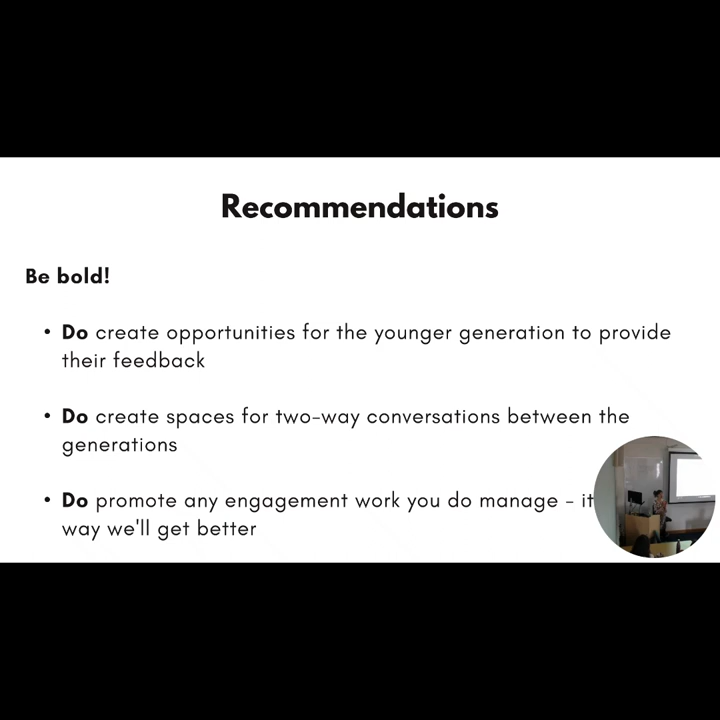 Recommendations
Be bold!
• Do create opportunities for the younger generation to provide
their feedback
• Do create spaces for two-way conversations between the
generations
• Do promote any engagement work you do manage - it
way we'll get better